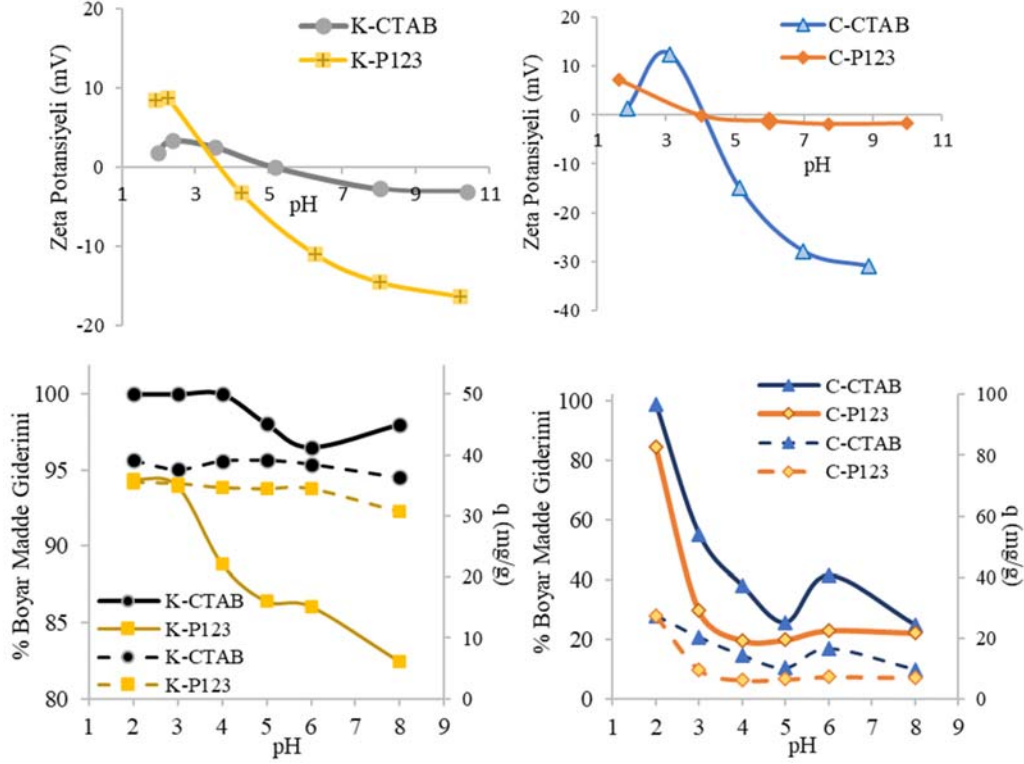 Zeta Potansiyeli (mV)
20
10
0
-10
-20
1
3
5
7
9
11
pH
K-CTAB
K-P123
Zeta Potansiyeli (mV)
20
10
0
-10
-20
-30
-40
1
3
5
7
9
11
pH
C-CTAB
C-P123
% Boyar Madde Giderimi
100
95
90
85
80
K-CTAB
K-P123
K-CTAB
K-P123
1 2 3 4 5 6 7 8 9
pH
50
40
30
20
10
0
q (mg/g)
% Boyar Madde Giderimi
100
80
60
40
20
0
C-CTAB
C-P123
C-CTAB
C-P123
1 2 3 4 5 6 7 8 9
pH
100
80
60
40
20
0
q (mg/g)